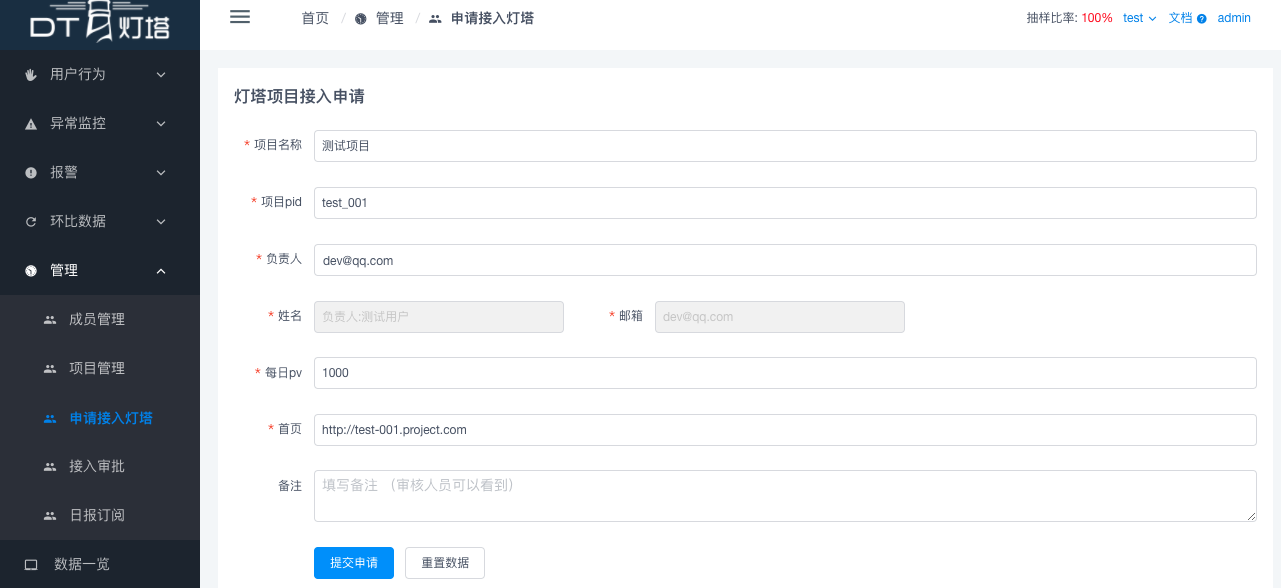 DT 灯塔
首页 / 管理 / 申请接入灯塔
抽样比率: 100% test 文档 admin
用户行为
异常监控
报警
环比数据
管理
成员管理
项目管理
申请接入灯塔
接入审批
日报订阅
数据一览
灯塔项目接入申请
* 项目名称 测试项目
* 项目pid test_001
* 负责人 dev@qq.com
* 姓名 负责人:测试用户 * 邮箱 dev@qq.com
* 每日pv 1000
* 首页 http://test-001.project.com
备注 填写备注 （审核人员可以看到）
提交申请 重置数据